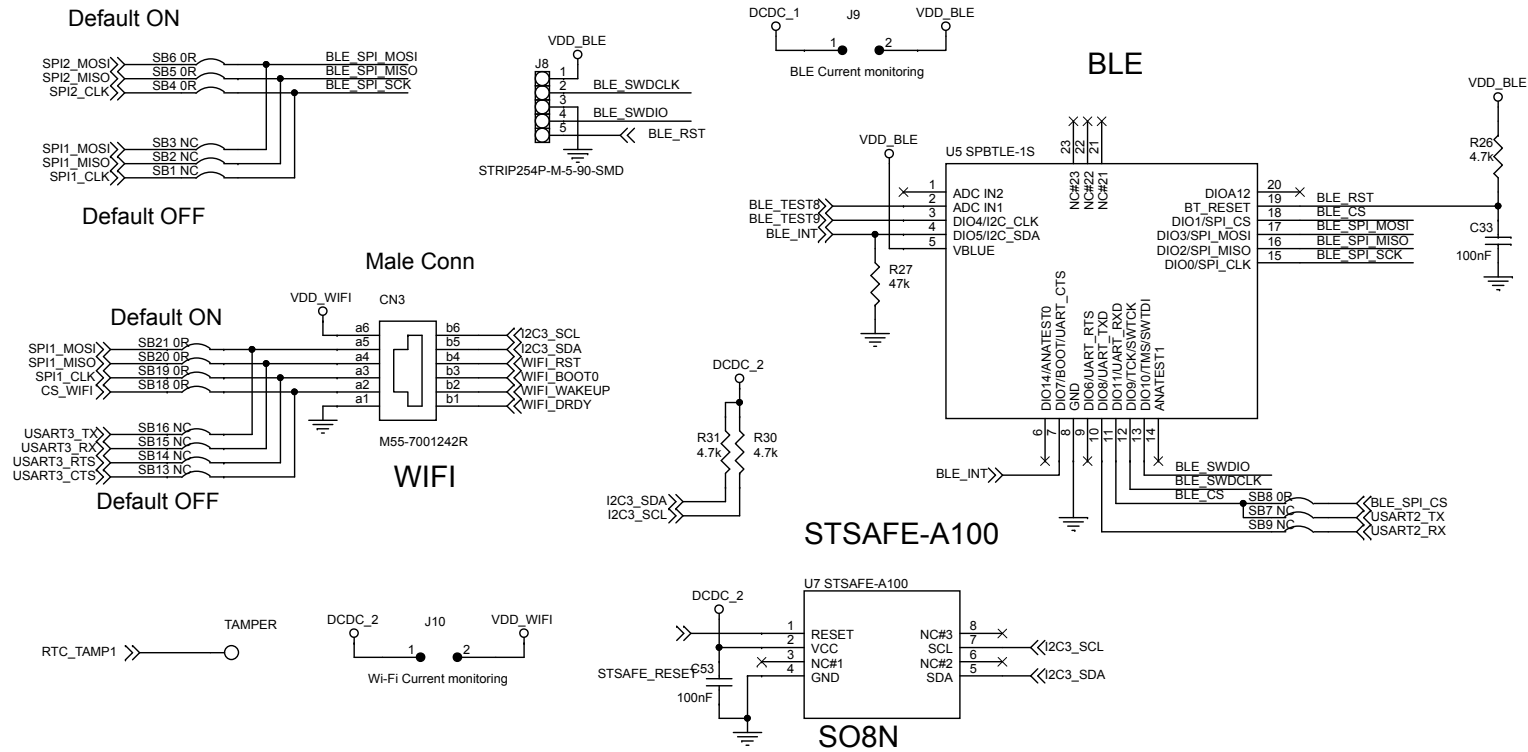 Default ON
SPI2_MOSI SB6 0R BLE_SPI_MOSI
SPI2_MISO SB5 0R BLE_SPI_MISO
SPI2_CLK SB4 0R BLE_SPI_SCK
SPI1_MOSI SB3 NC
SPI1_MISO SB2 NC
SPI1_CLK SB1 NC
Default OFF
VDD_BLE
J8
1
2 BLE_SWDCLK
3
4 BLE_SWDIO
5 BLE_RST
STRIP254P-M-5-90-SMD
DCDC_1 J9 VDD_BLE
1 2
BLE Current monitoring
BLE
VDD_BLE
R26
4.7k
C33
100nF
VDD_BLE
U5 SPBTLE-1S
23 22 21
NC#23 NC#22 NC#21
1 ADC IN2
BLE_TEST8 2 ADC IN1
BLE_TEST9 3 DIO4/I2C_CLK
BLE_INT 4 DIO5/I2C_SDA
5 VBLUE
R27
47k
DIOA12 20
BT_RESET 19 BLE_RST
DIO1/SPI_CS 18 BLE_CS
DIO3/SPI_MOSI 17 BLE_SPI_MOSI
DIO2/SPI_MISO 16 BLE_SPI_MISO
DIO0/SPI_CLK 15 BLE_SPI_SCK
DIO14/ANATEST0
DIO7/BOOT/UART_CTS
GND
DIO6/UART_RTS
DIO8/UART_TXD
DIO11/UART_RXD
DIO9/TCK/SWTCK
DIO10/TMS/SWTDI
ANATEST1
6 7 8 9 10 11 12 13 14
BLE_INT
BLE_SWDIO
BLE_SWDCLK
BLE_CS SB8 0R BLE_SPI_CS
SB7 NC USART2_TX
SB9 NC USART2_RX
Male Conn
VDD_WIFI CN3
Default ON
a6 b6 I2C3_SCL
SPI1_MOSI SB21 0R a5 b5 I2C3_SDA
SPI1_MISO SB20 0R a4 b4 WIFI_RST
SPI1_CLK SB19 0R a3 b3 WIFI_BOOT0
CS_WIFI SB18 0R a2 b2 WIFI_WAKEUP
a1 b1 WIFI_DRDY
M55-7001242R
WIFI
USART3_TX SB16 NC
USART3_RX SB15 NC
USART3_RTS SB14 NC
USART3_CTS SB13 NC
Default OFF
DCDC_2
R31 R30
4.7k 4.7k
I2C3_SDA
I2C3_SCL
STSAFE-A100
RTC_TAMP1 TAMPER
DCDC_2 J10 VDD_WIFI
1 2
Wi-Fi Current monitoring
DCDC_2
U7 STSAFE-A100
1 RESET
2 VCC
3 NC#1
4 GND
NC#3 8
SCL 7 I2C3_SCL
NC#2 6
SDA 5 I2C3_SDA
STSAFE_RESET
C53
100nF
SO8N